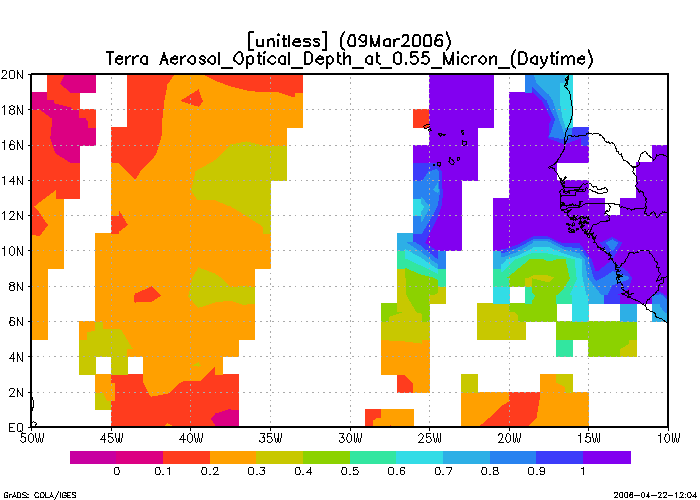 [unitless] (09Mar2006)
Terra Aerosol_Optical_Depth_at_0.55_Micron_(Daytime)
20N
18N
16N
14N
12N
10N
8N
6N
4N
2N
EQ
50W 45W 40W 35W 30W 25W 20W 15W 10W
0 0.1 0.2 0.3 0.4 0.5 0.6 0.7 0.8 0.9 1
GrADS: COLA/IGES 2006-04-22-12:04